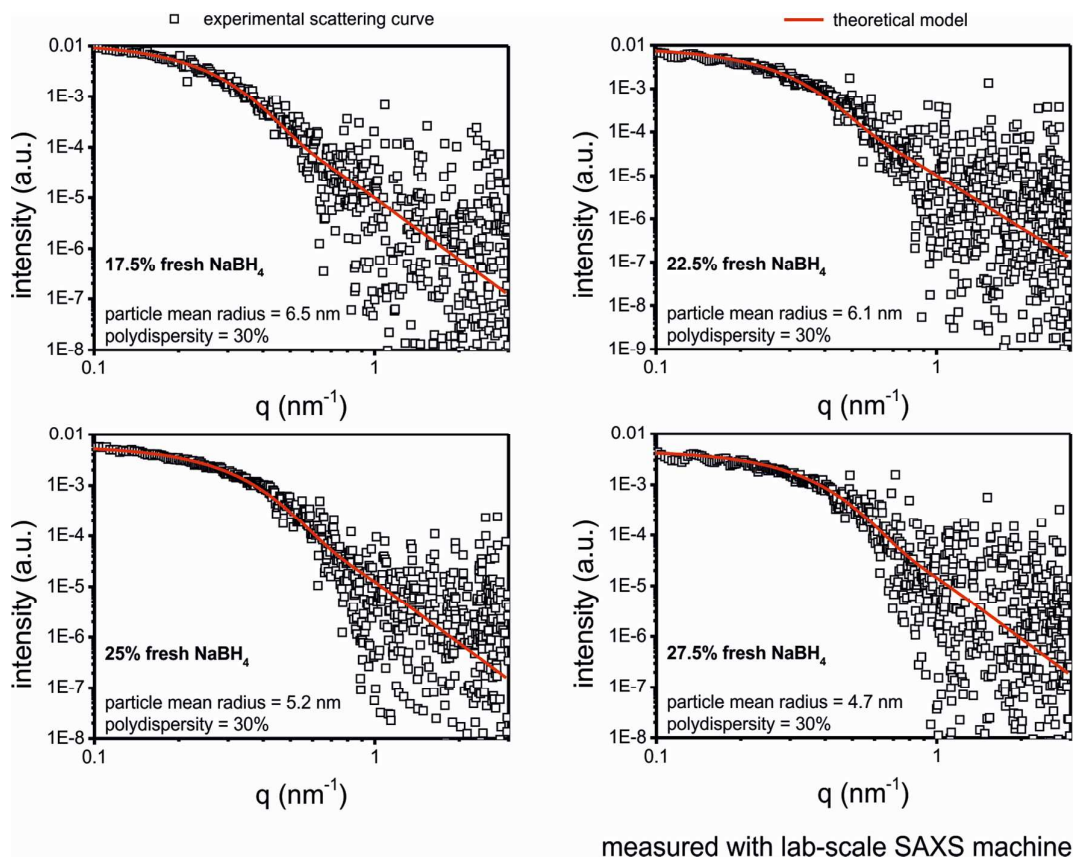 experimental scattering curve
theoretical model
0.01
1E-3
1E-4
1E-5
1E-6
1E-7
1E-8
intensity (a.u.)
17.5% fresh NaBH₄
particle mean radius = 6.5 nm
polydispersity = 30%
0.1
1
q (nm⁻¹)
0.01
1E-3
1E-4
1E-5
1E-6
1E-7
1E-8
1E-9
intensity (a.u.)
22.5% fresh NaBH₄
particle mean radius = 6.1 nm
polydispersity = 30%
0.1
1
q (nm⁻¹)
0.01
1E-3
1E-4
1E-5
1E-6
1E-7
1E-8
intensity (a.u.)
25% fresh NaBH₄
particle mean radius = 5.2 nm
polydispersity = 30%
0.1
1
q (nm⁻¹)
0.01
1E-3
1E-4
1E-5
1E-6
1E-7
1E-8
intensity (a.u.)
27.5% fresh NaBH₄
particle mean radius = 4.7 nm
polydispersity = 30%
0.1
1
q (nm⁻¹)
measured with lab-scale SAXS machine